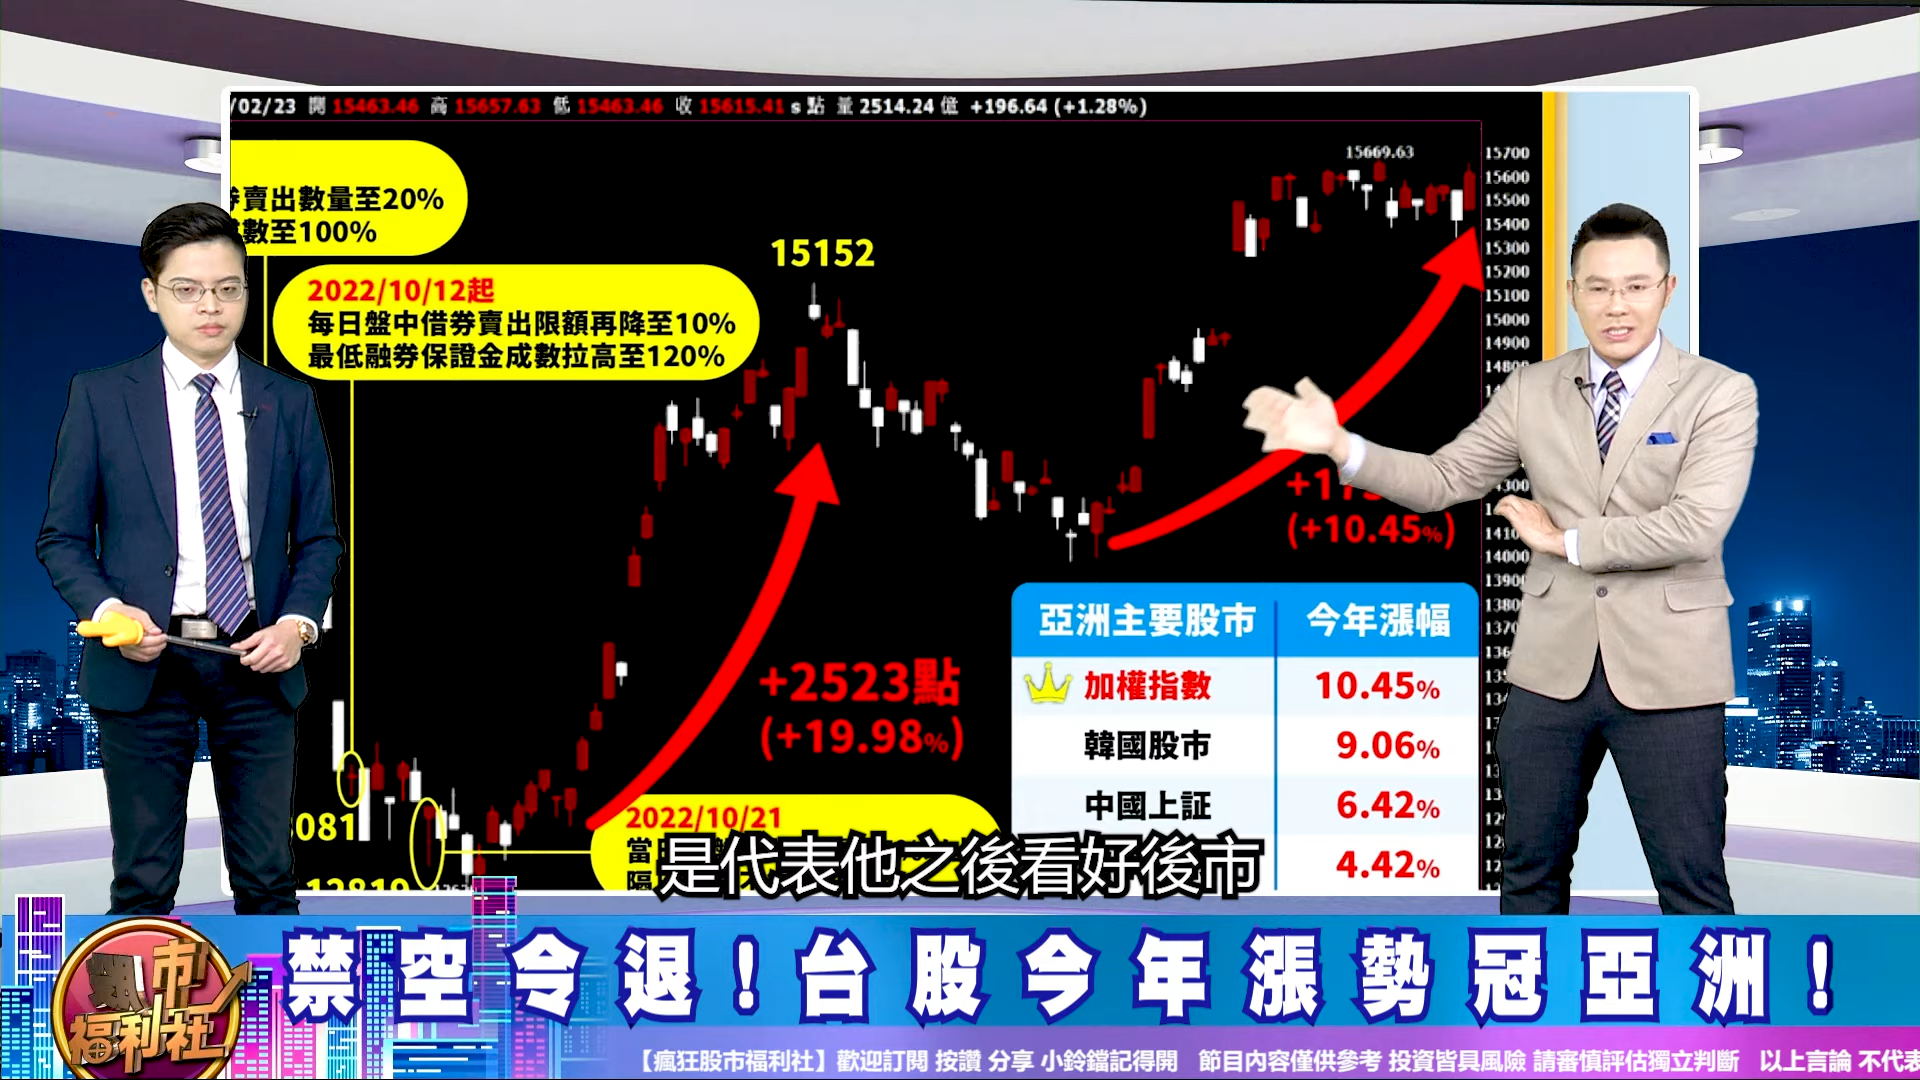 /02/23 開 15463.46 高 15657.63 低 15463.46 收 15615.41 s 點 量 2514.24 億 +196.64 (+1.28%)
券賣出數量至20%
數至100%
2022/10/12起
每日盤中借券賣出限額再降至10%
最低融券保證金成數拉高至120%
15152
15669.63
15700
15600
15500
15400
15300
15200
15100
15000
14900
14000
+2523點
(+19.98%)
(+10.45%)
亞洲主要股市 今年漲幅
加權指數 10.45%
韓國股市 9.06%
中國上証 6.42%
4.42%
081
12819
2022/10/21
是代表他之後看好後市
禁空令退!台股今年漲勢冠亞洲!
市
福利社
【瘋狂股市福利社】歡迎訂閱 按讚 分享 小鈴鐺記得開 節目內容僅供參考 投資皆具風險 請審慎評估獨立判斷 以上言論 不代表